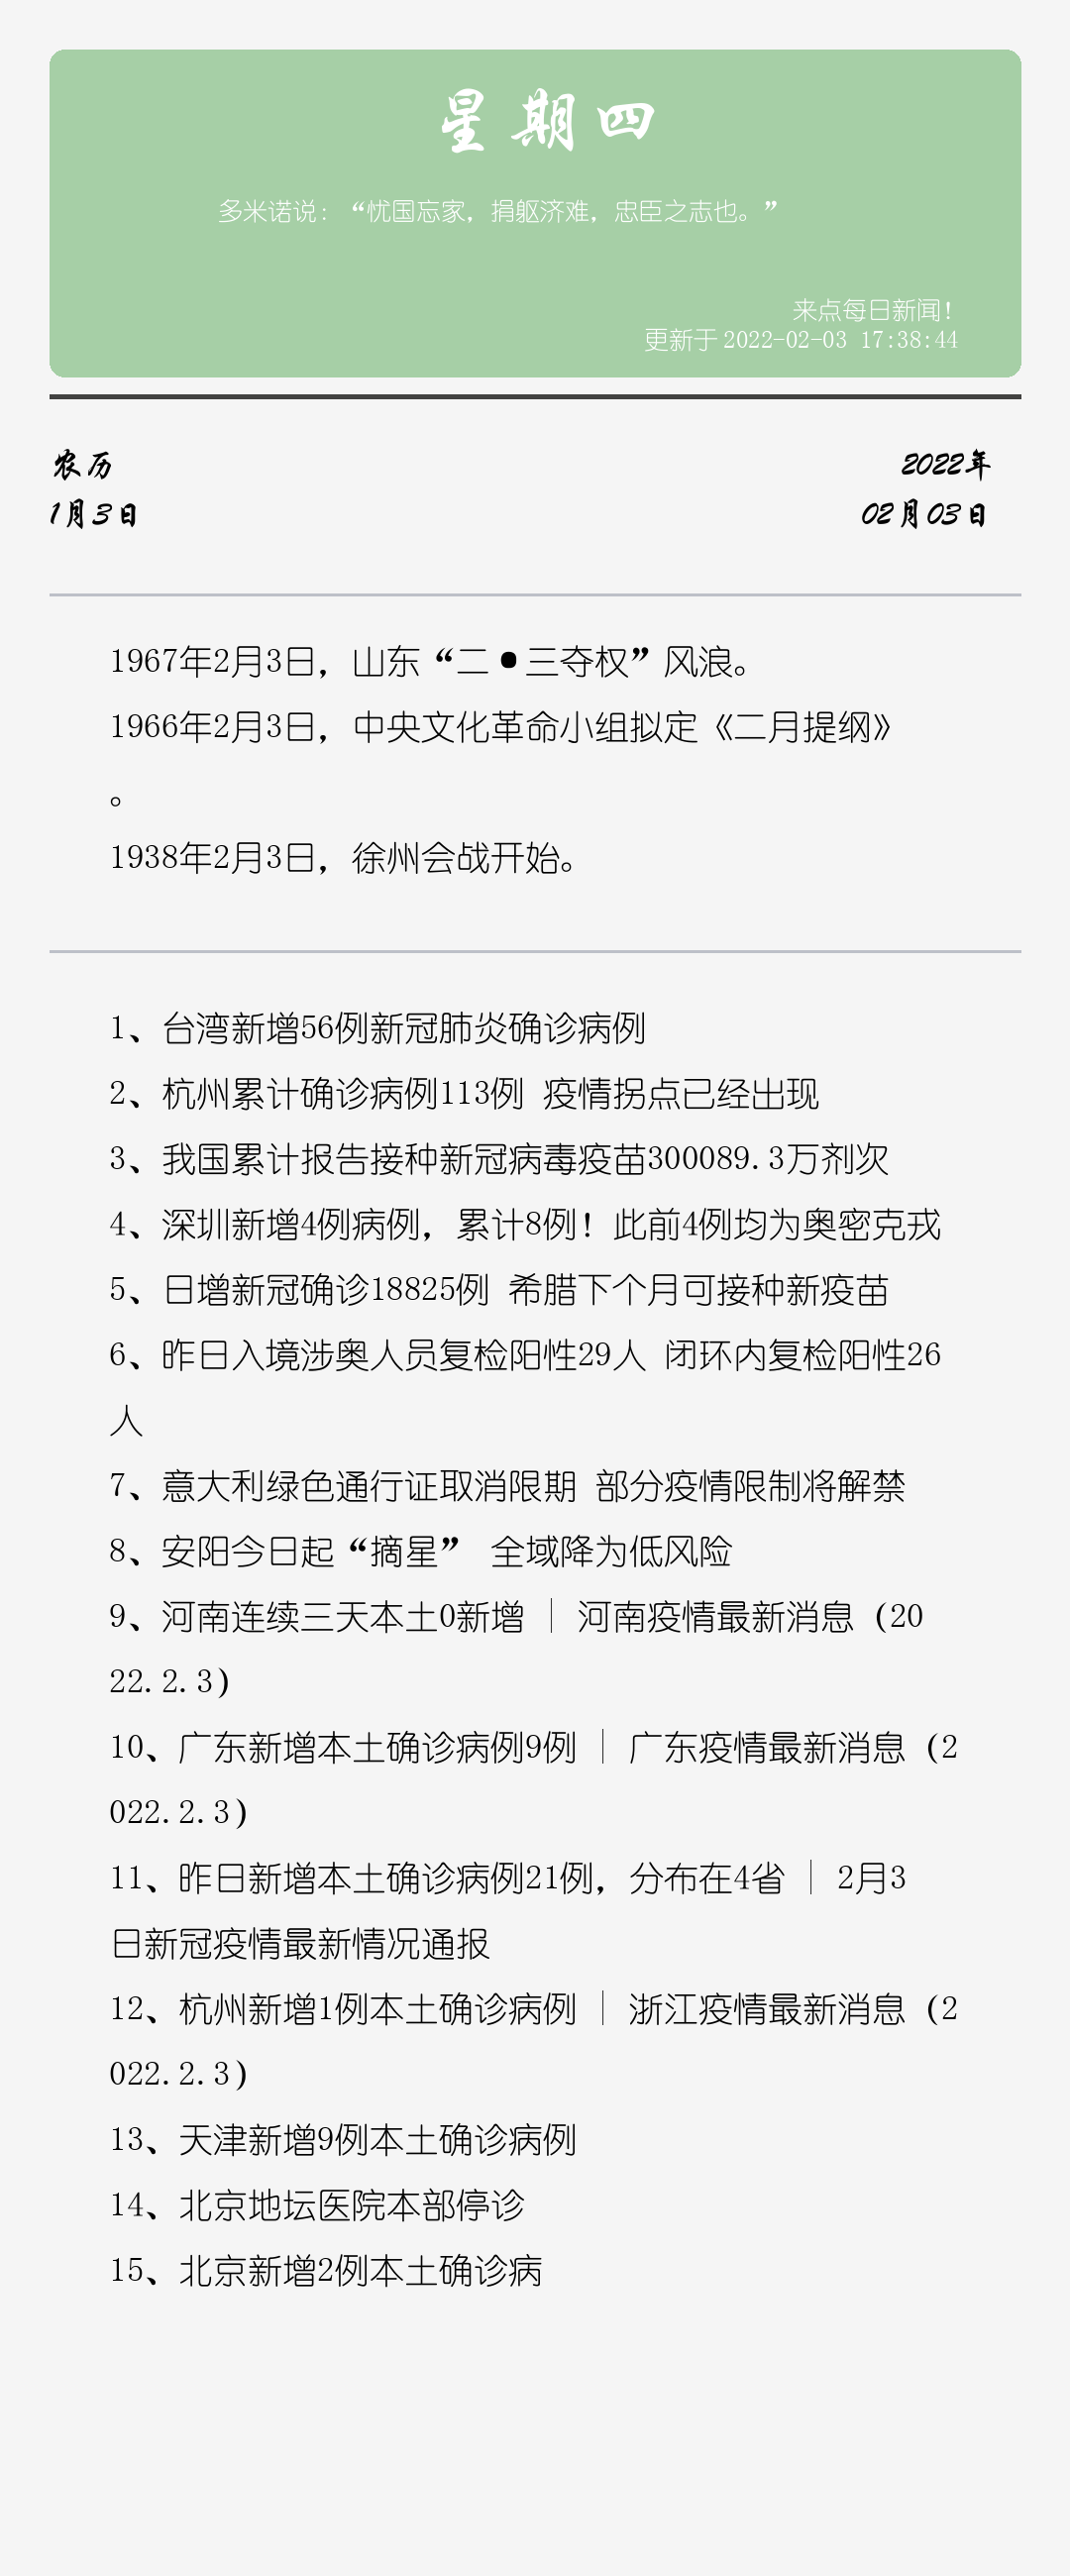 星期四
多米诺说：“忧国忘家，捐躯济难，忠臣之志也。”
来点每日新闻！
更新于2022-02-03 17:38:44
农历
1月3日
2022年
02月03日
1967年2月3日，山东“二•三夺权”风浪。
1966年2月3日，中央文化革命小组拟定《二月提纲》
。
1938年2月3日，徐州会战开始。
1、台湾新增56例新冠肺炎确诊病例
2、杭州累计确诊病例113例 疫情拐点已经出现
3、我国累计报告接种新冠病毒疫苗300089.3万剂次
4、深圳新增4例病例，累计8例！此前4例均为奥密克戎
5、日增新冠确诊18825例 希腊下个月可接种新疫苗
6、昨日入境涉奥人员复检阳性29人 闭环内复检阳性26
人
7、意大利绿色通行证取消限期 部分疫情限制将解禁
8、安阳今日起“摘星” 全域降为低风险
9、河南连续三天本土0新增 | 河南疫情最新消息（20
22.2.3）
10、广东新增本土确诊病例9例 | 广东疫情最新消息（2
022.2.3）
11、昨日新增本土确诊病例21例，分布在4省 | 2月3
日新冠疫情最新情况通报
12、杭州新增1例本土确诊病例 | 浙江疫情最新消息（2
022.2.3）
13、天津新增9例本土确诊病例
14、北京地坛医院本部停诊
15、北京新增2例本土确诊病